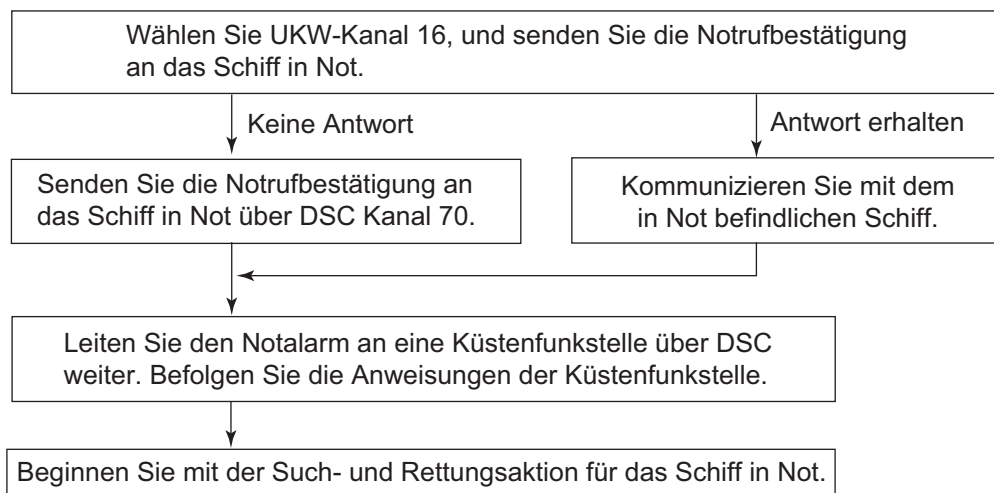 Wählen Sie UKW-Kanal 16, und senden Sie die Notrufbestätigung
an das Schiff in Not.
Keine Antwort
Antwort erhalten
Senden Sie die Notrufbestätigung an
das Schiff in Not über DSC Kanal 70.
Kommunizieren Sie mit dem
in Not befindlichen Schiff.
Leiten Sie den Notalarm an eine Küstenfunkstelle über DSC
weiter. Befolgen Sie die Anweisungen der Küstenfunkstelle.
Beginnen Sie mit der Such- und Rettungsaktion für das Schiff in Not.